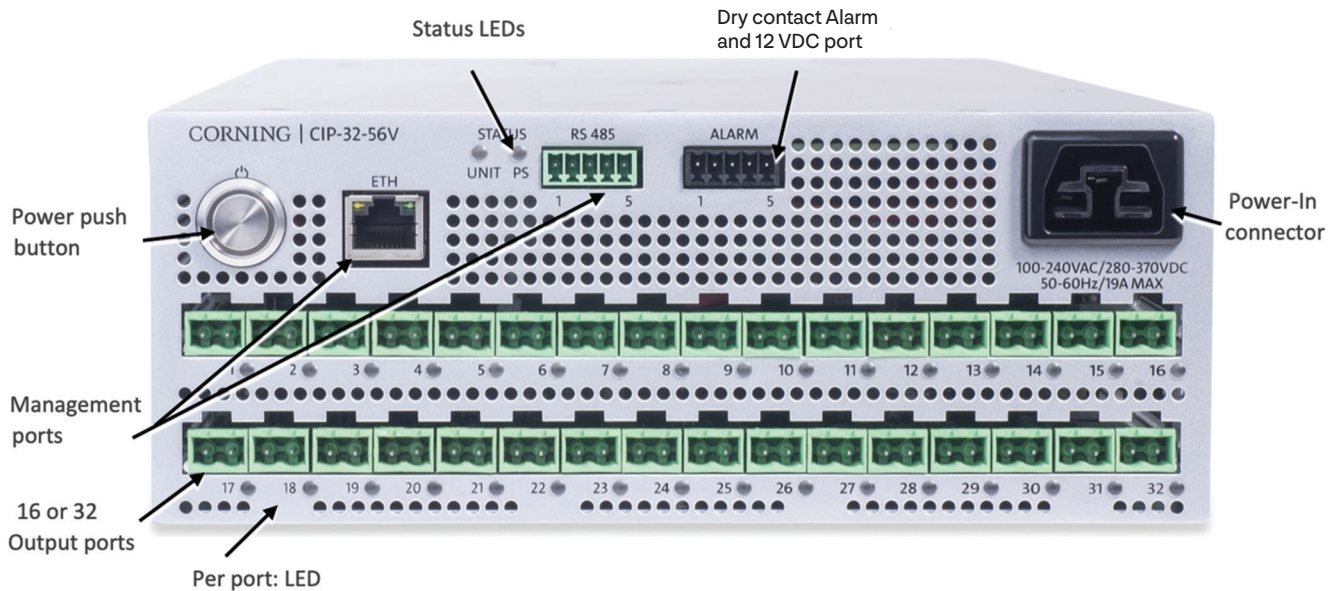 Status LEDs
Dry contact Alarm
and 12 VDC port
CORNING | CIP-32-56V
STATUS
RS 485
ALARM
UNIT PS
1 5
1 5
ETH
Power push
button
Power-In
connector
100-240VAC/280-370VDC
50-60Hz/19A MAX
1 2 3 4 5 6 7 8 9 10 11 12 13 14 15 16
Management
ports
17 18 19 20 21 22 23 24 25 26 27 28 29 30 31 32
16 or 32
Output ports
Per port: LED